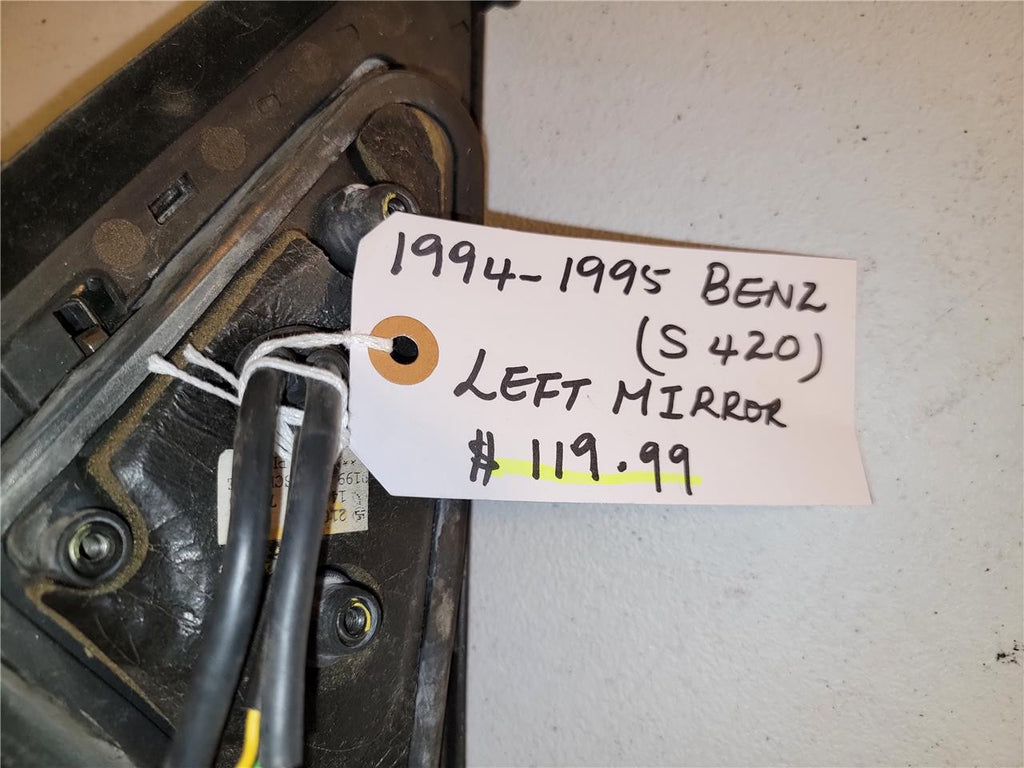 1994-1995 BENZ
(S 420)
LEFT MIRROR
$ 119.99